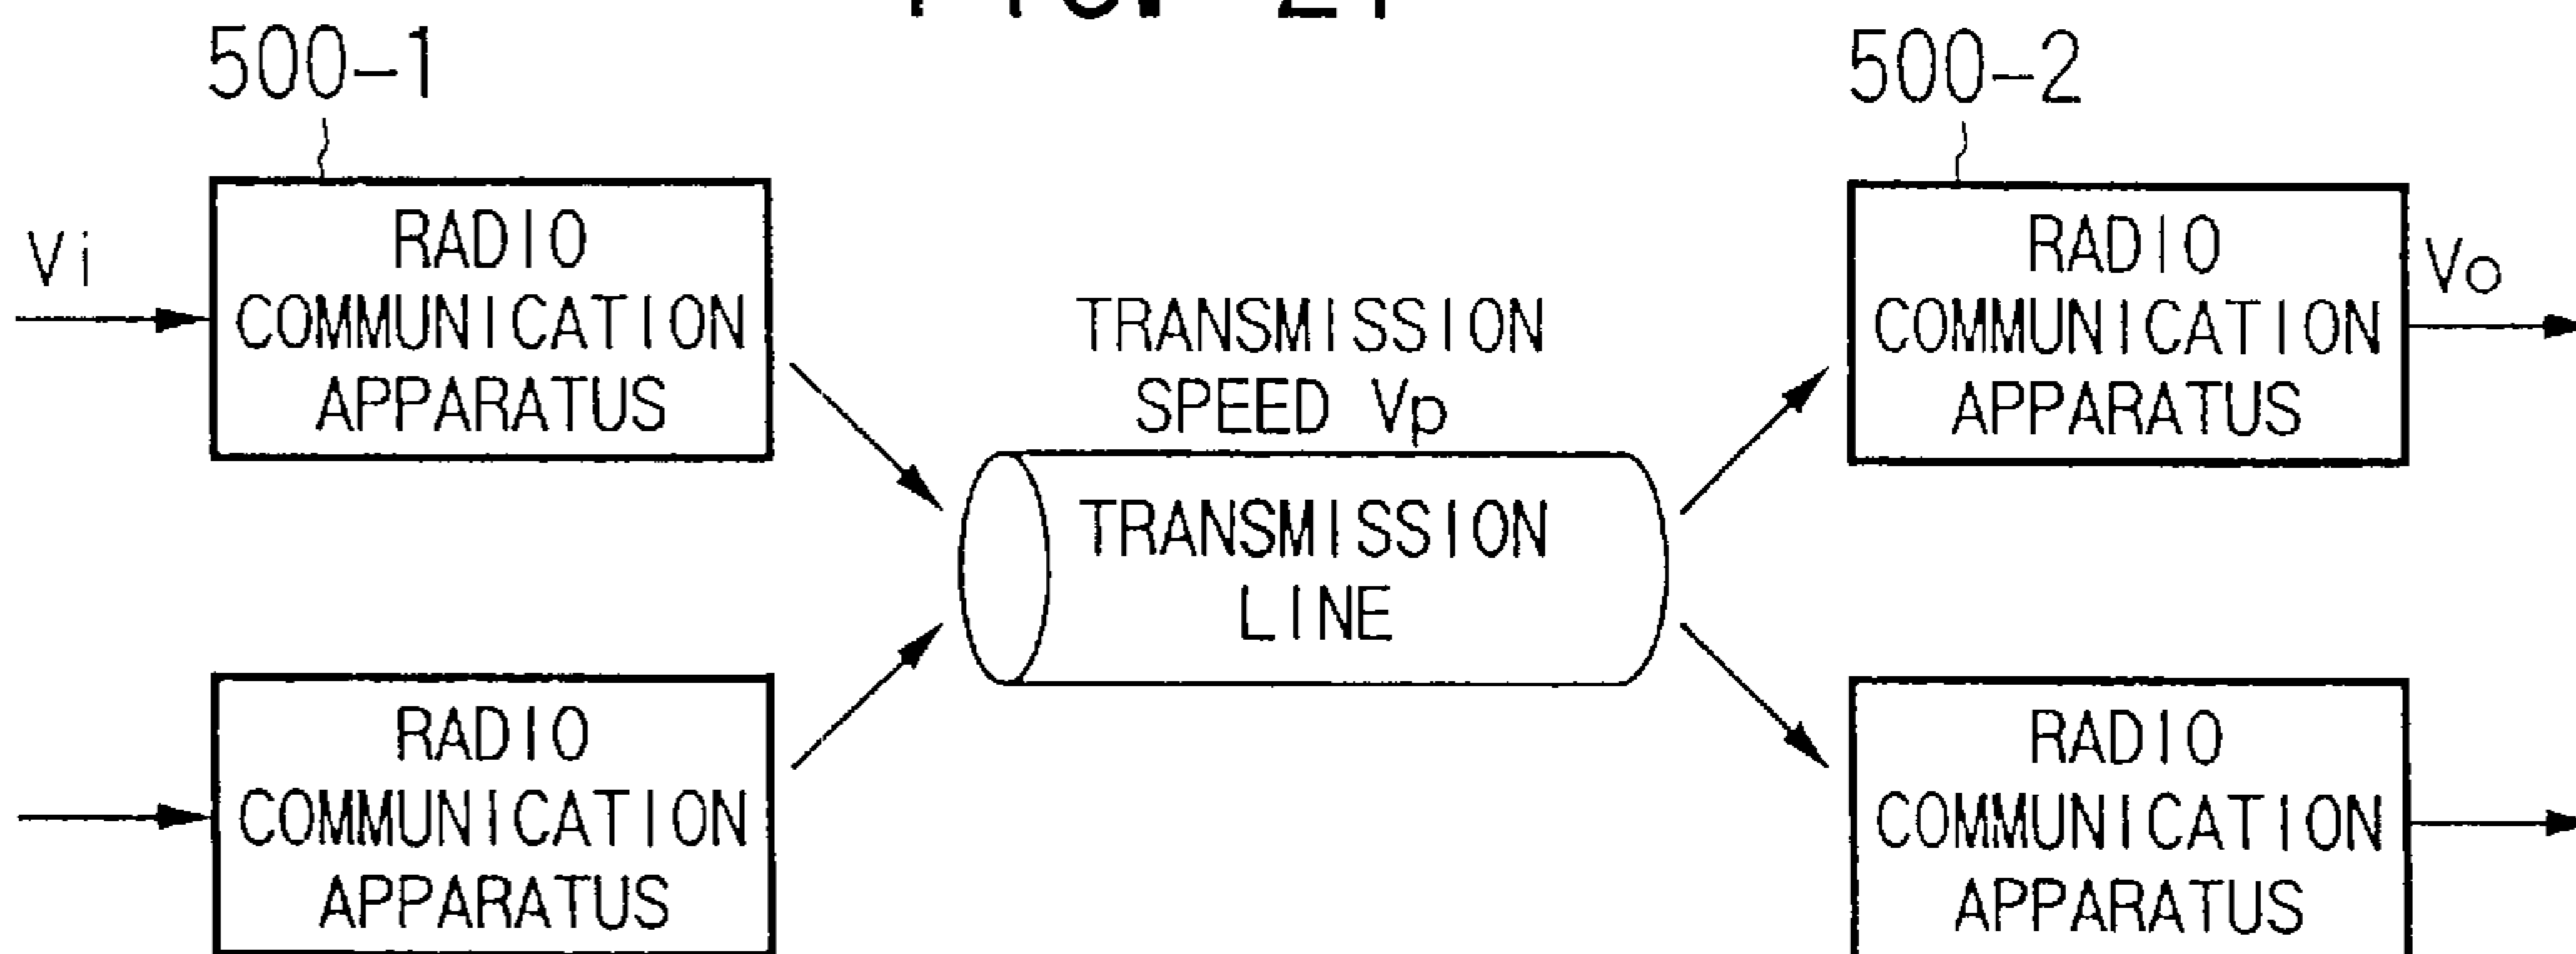 500-1
500-2
RADIO
COMMUNICATION
APPARATUS
Vi
TRANSMISSION
SPEED Vp
TRANSMISSION
LINE
RADIO
COMMUNICATION
APPARATUS
Vo
RADIO
COMMUNICATION
APPARATUS
RADIO
COMMUNICATION
APPARATUS